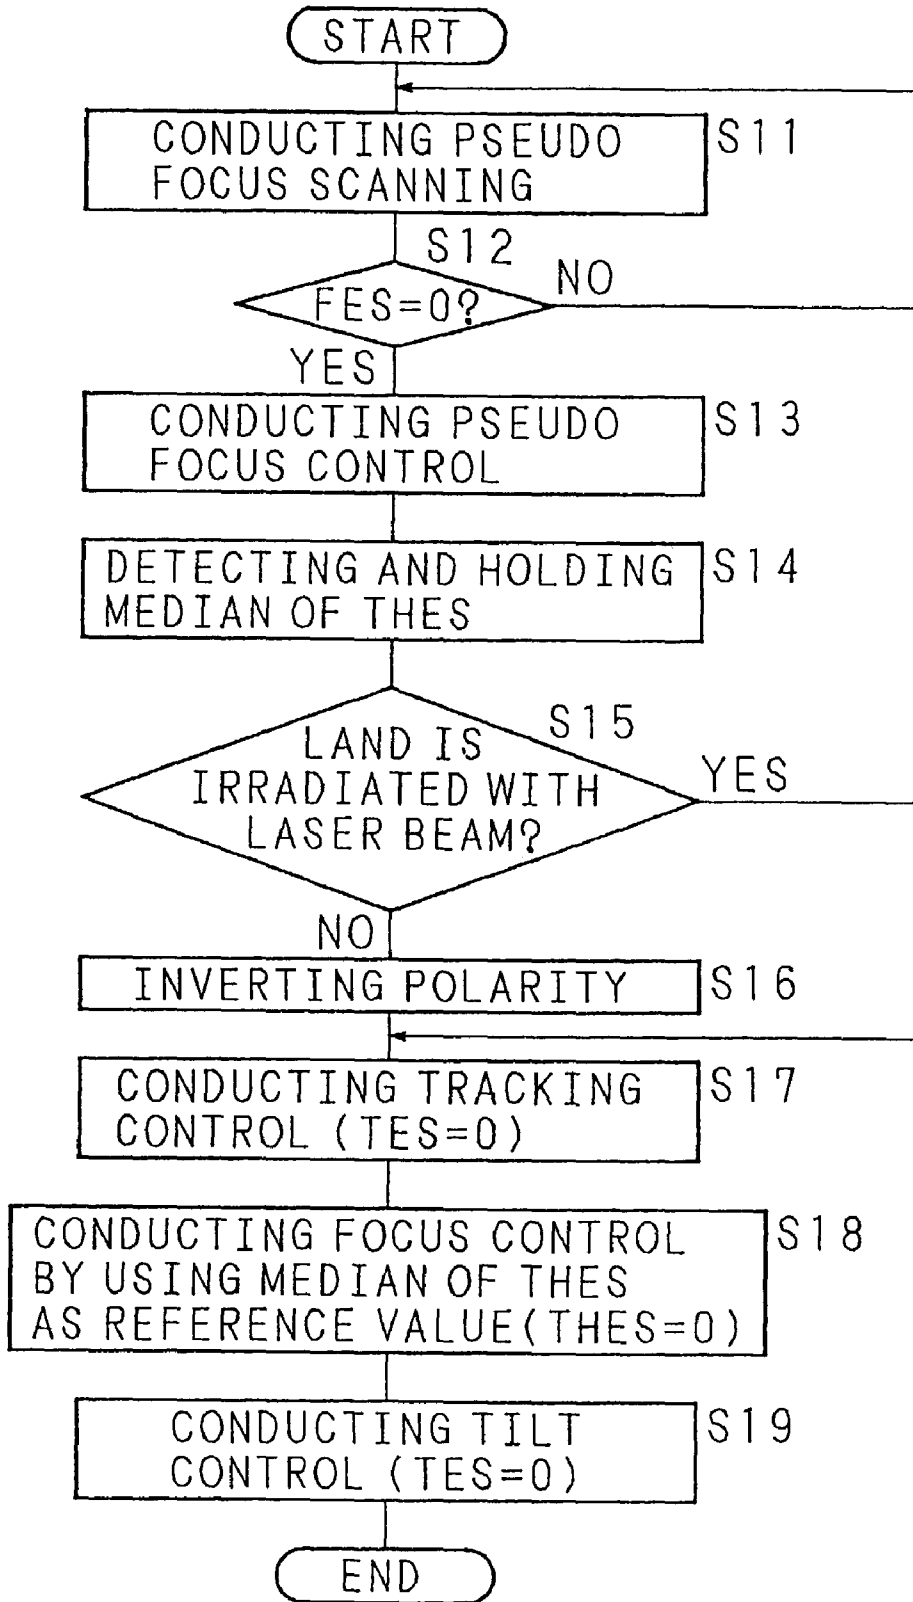 START
CONDUCTING PSEUDO
FOCUS SCANNING
S11
S12
FES=0?
NO
YES
CONDUCTING PSEUDO
FOCUS CONTROL
S13
DETECTING AND HOLDING
MEDIAN OF THES
S14
S15
LAND IS
IRRADIATED WITH
LASER BEAM?
YES
NO
INVERTING POLARITY
S16
CONDUCTING TRACKING
CONTROL (TES=0)
S17
CONDUCTING FOCUS CONTROL
BY USING MEDIAN OF THES
AS REFERENCE VALUE(THES=0)
S18
CONDUCTING TILT
CONTROL (TES=0)
S19
END